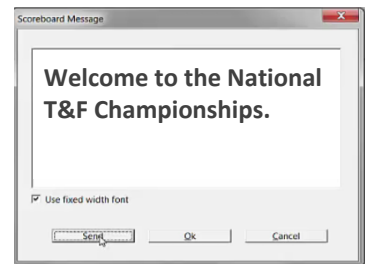 Scoreboard Message
Welcome to the National
T&F Championships.
Use fixed width font
Send
Ok
Cancel